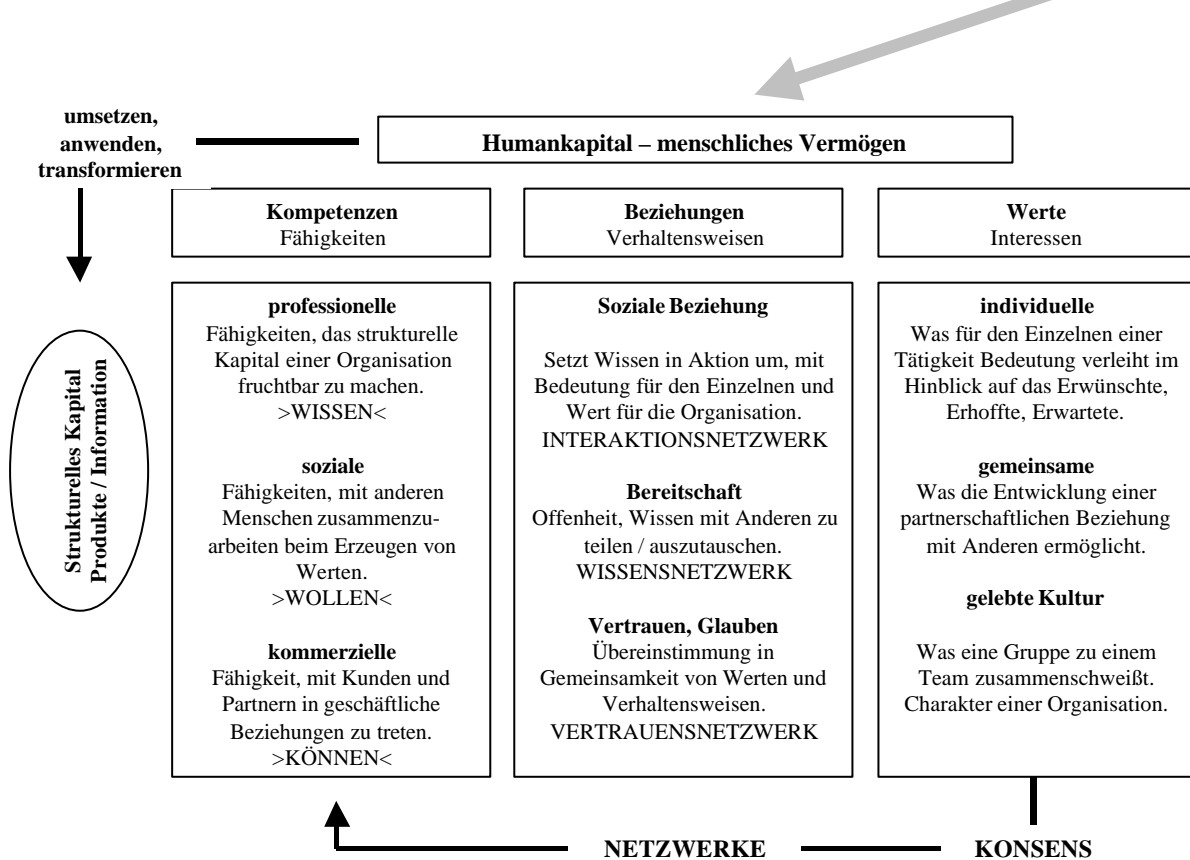 umsetzen,
anwenden,
transformieren
Humankapital – menschliches Vermögen
Kompetenzen
Fähigkeiten
Beziehungen
Verhaltensweisen
Werte
Interessen
Strukturelles Kapital
Produkte / Information
professionelle
Fähigkeiten, das strukturelle
Kapital einer Organisation
fruchtbar zu machen.
>WISSEN<
soziale
Fähigkeiten, mit anderen
Menschen zusammenzu-
arbeiten beim Erzeugen von
Werten.
>WOLLEN<
kommerzielle
Fähigkeit, mit Kunden und
Partnern in geschäftliche
Beziehungen zu treten.
>KÖNNEN<
Soziale Beziehung
Setzt Wissen in Aktion um, mit
Bedeutung für den Einzelnen und
Wert für die Organisation.
INTERAKTIONSNETZWERK
Bereitschaft
Offenheit, Wissen mit Anderen zu
teilen / auszutauschen.
WISSENSNETZWERK
Vertrauen, Glauben
Übereinstimmung in
Gemeinsamkeit von Werten und
Verhaltensweisen.
VERTRAUENSNETZWERK
individuelle
Was für den Einzelnen einer
Tätigkeit Bedeutung verleiht im
Hinblick auf das Erwünschte,
Erhoffte, Erwartete.
gemeinsame
Was die Entwicklung einer
partnerschaftlichen Beziehung
mit Anderen ermöglicht.
gelebte Kultur
Was eine Gruppe zu einem
Team zusammenschweißt.
Charakter einer Organisation.
NETZWERKE
KONSENS